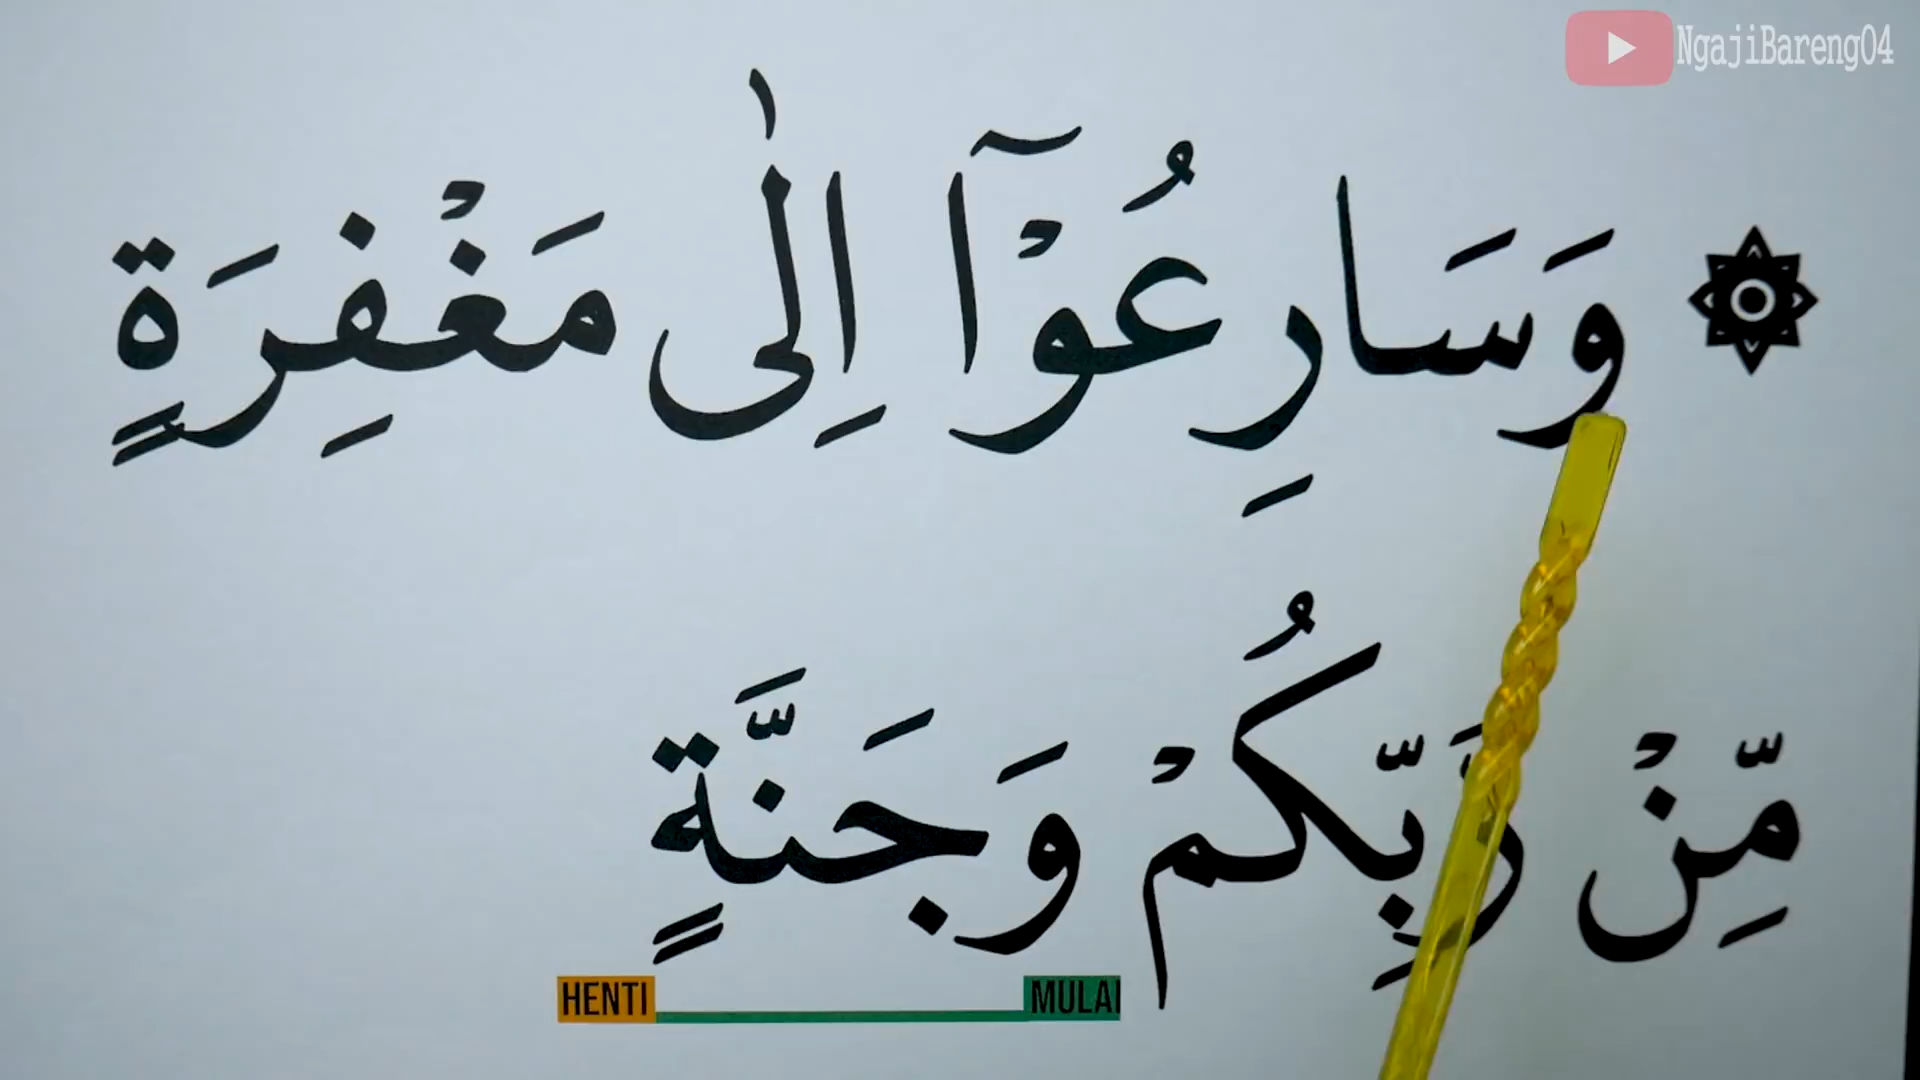 NgajiBareng04
۞ وَسَارِعُوْٓا اِلٰى مَغْفِرَةٍ
مِّنْ رَّبِّكُمْ وَجَنَّةٍ
HENTI MULAI